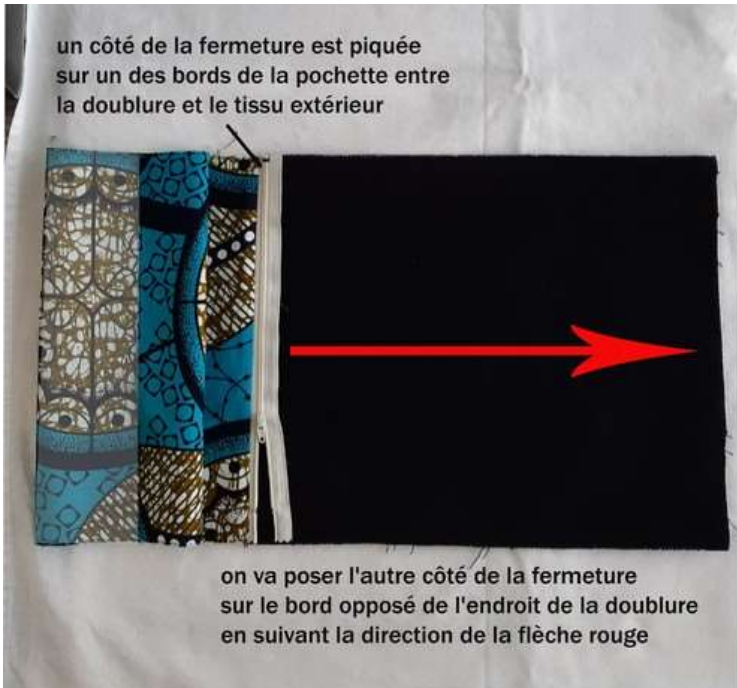 un côté de la fermeture est piquée
sur un des bords de la pochette entre
la doublure et le tissu extérieur
on va poser l'autre côté de la fermeture
sur le bord opposé de l'endroit de la doublure
en suivant la direction de la flèche rouge